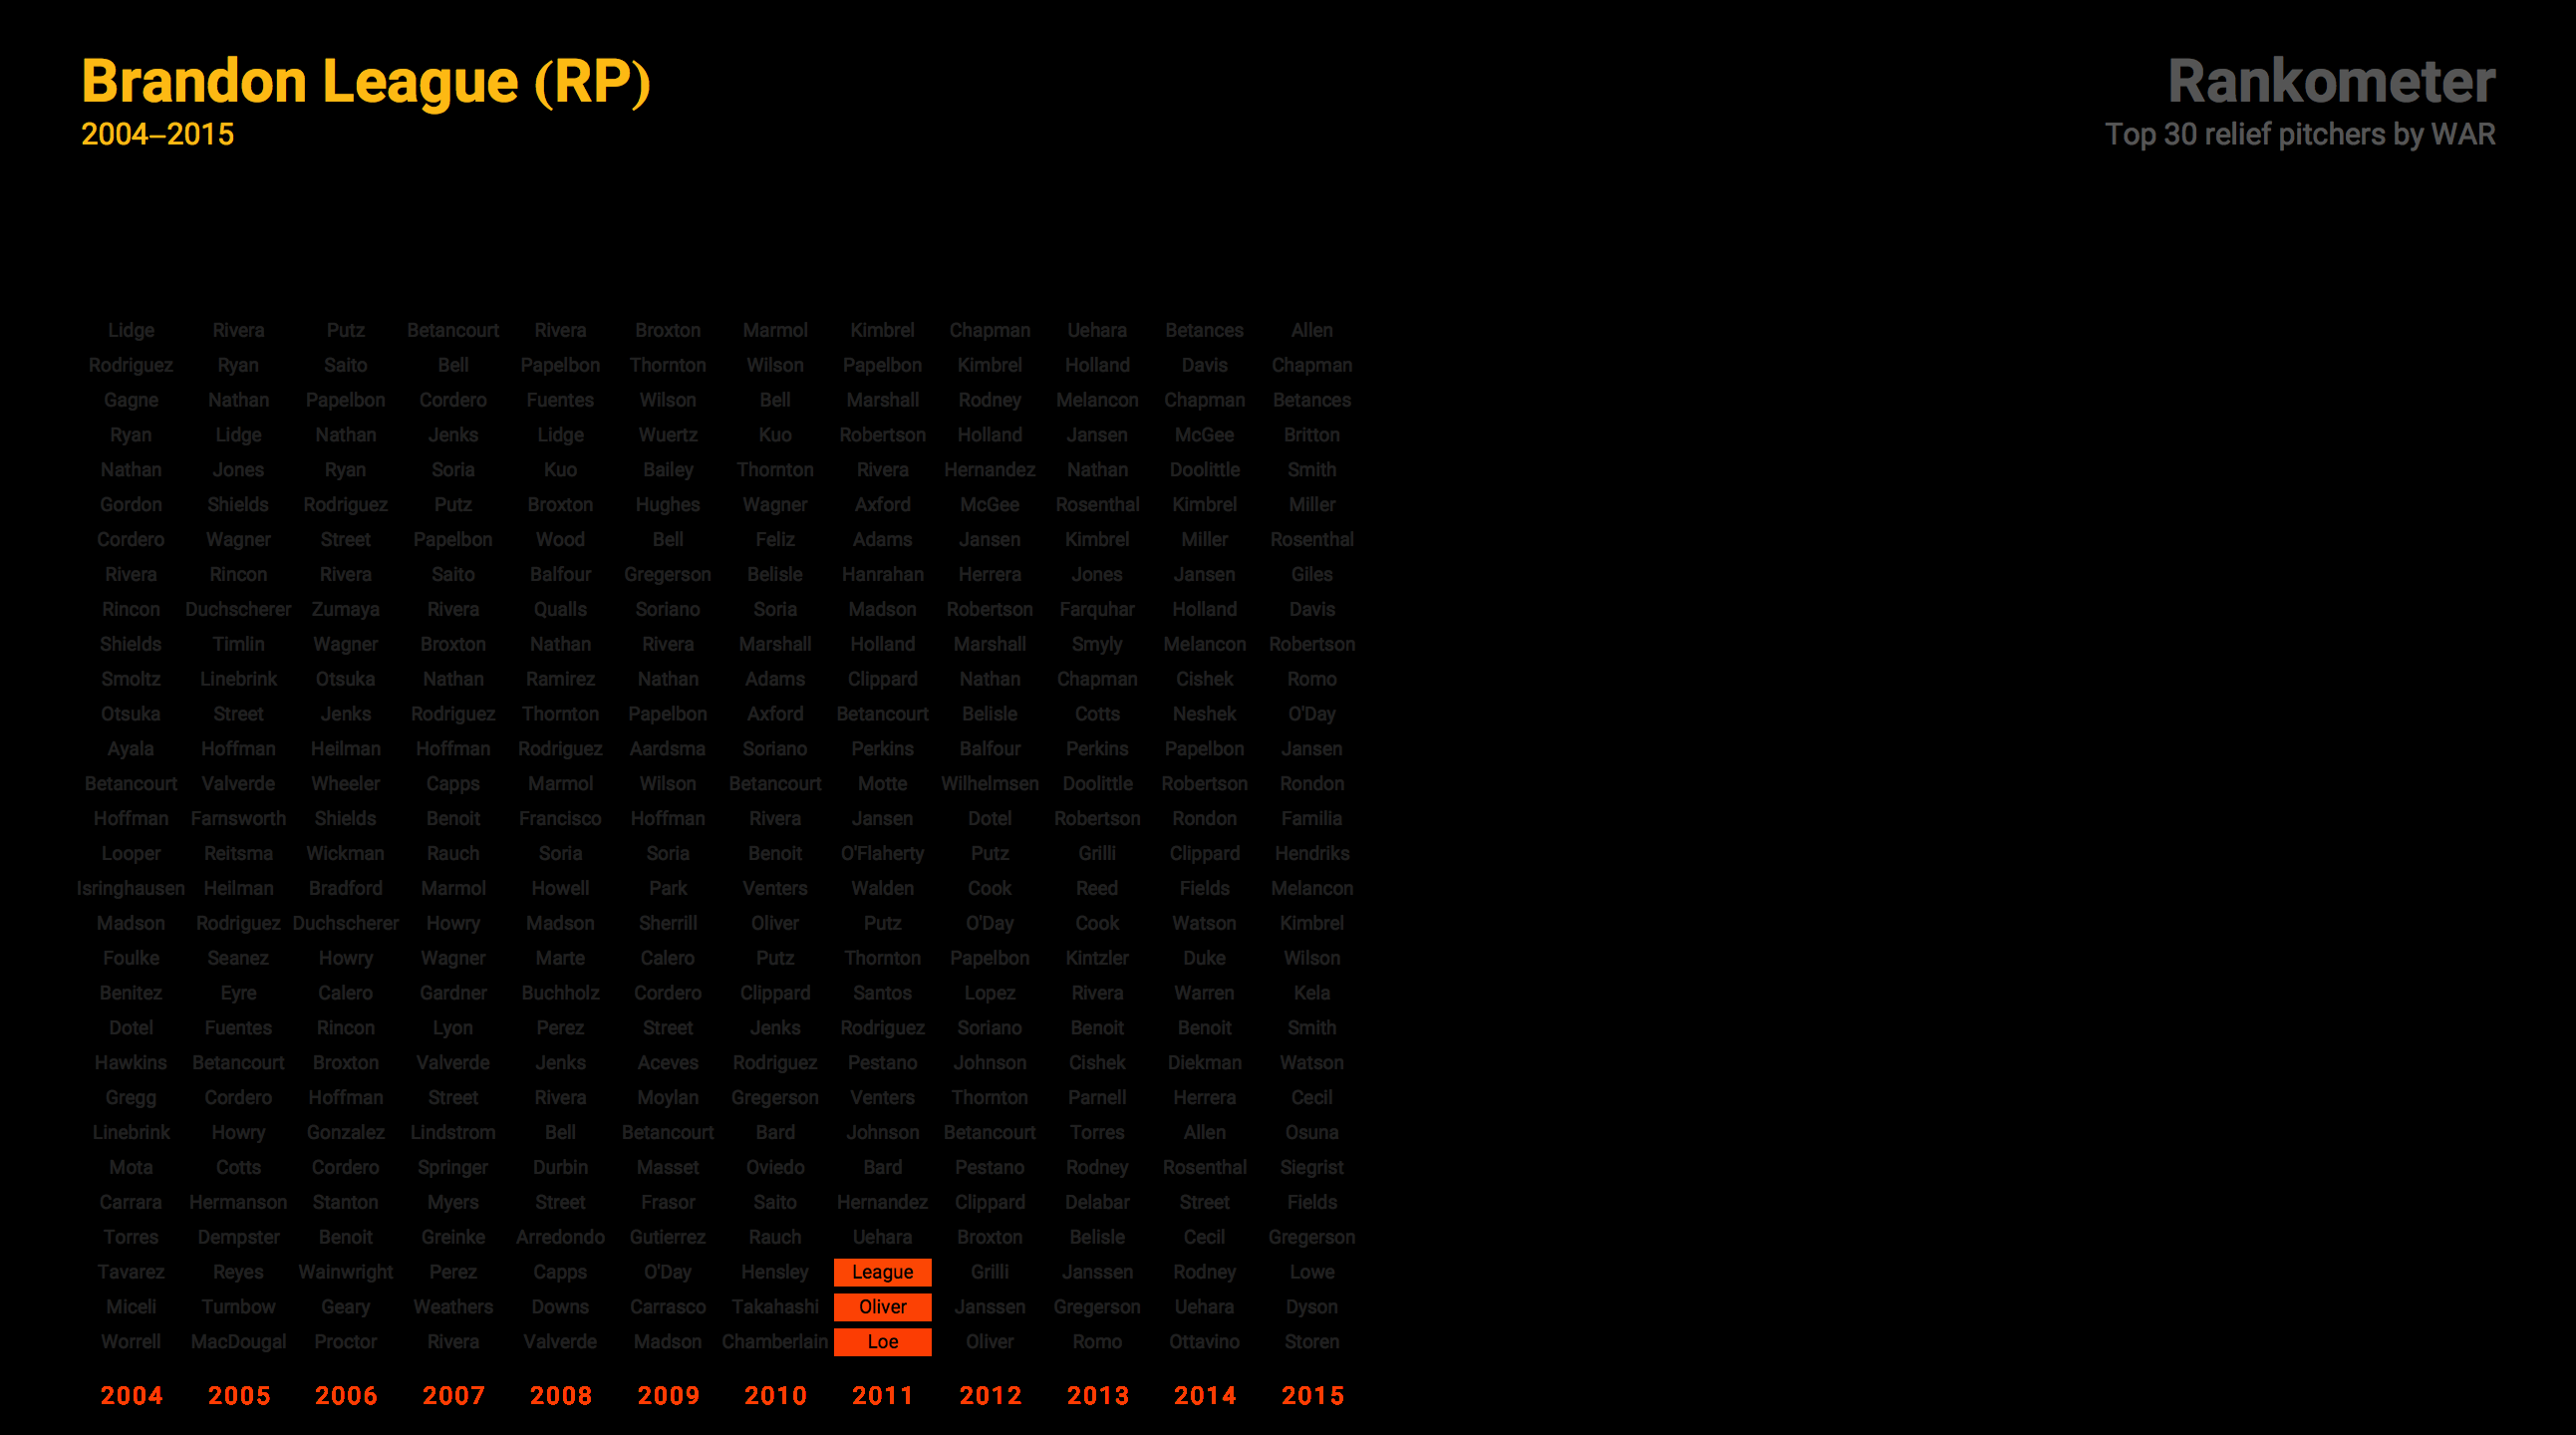 Brandon League (RP)
2004–2015
Rankometer
Top 30 relief pitchers by WAR
Lidge Rivera Putz Betancourt Rivera Broxton Marmol Kimbrel Chapman Uehara Betances Allen
Rodriguez Ryan Saito Bell Papelbon Thornton Wilson Papelbon Kimbrel Holland Davis Chapman
Gagne Nathan Papelbon Cordero Fuentes Wilson Bell Marshall Rodney Melancon Chapman Betances
Ryan Lidge Nathan Jenks Lidge Wuertz Kuo Robertson Holland Jansen McGee Britton
Nathan Jones Ryan Soria Kuo Bailey Thornton Rivera Hernandez Nathan Doolittle Smith
Gordon Shields Rodriguez Putz Broxton Hughes Wagner Axford McGee Rosenthal Kimbrel Miller
Cordero Wagner Street Papelbon Wood Bell Feliz Adams Jansen Kimbrel Miller Rosenthal
Rivera Rincon Rivera Saito Balfour Gregerson Belisle Hanrahan Herrera Jones Jansen Giles
Rincon Duchscherer Zumaya Rivera Qualls Soriano Soria Madson Robertson Farquhar Holland Davis
Shields Timlin Wagner Broxton Nathan Rivera Marshall Holland Marshall Smyly Melancon Robertson
Smoltz Linebrink Otsuka Nathan Ramirez Nathan Adams Clippard Nathan Chapman Cishek Romo
Otsuka Street Jenks Rodriguez Thornton Papelbon Axford Betancourt Belisle Cotts Neshek O'Day
Ayala Hoffman Heilman Hoffman Rodriguez Aardsma Soriano Perkins Balfour Perkins Papelbon Jansen
Betancourt Valverde Wheeler Capps Marmol Wilson Betancourt Motte Wilhelmsen Doolittle Robertson Rondon
Hoffman Farnsworth Shields Benoit Francisco Hoffman Rivera Jansen Dotel Robertson Rondon Familia
Looper Reitsma Wickman Rauch Soria Soria Benoit O'Flaherty Putz Grilli Clippard Hendriks
Isringhausen Heilman Bradford Marmol Howell Park Venters Walden Cook Reed Fields Melancon
Madson Rodriguez Duchscherer Howry Madson Sherrill Oliver Putz O'Day Cook Watson Kimbrel
Foulke Seanez Howry Wagner Marte Calero Putz Thornton Papelbon Kintzler Duke Wilson
Benitez Eyre Calero Gardner Buchholz Cordero Clippard Santos Lopez Rivera Warren Kela
Dotel Fuentes Rincon Lyon Perez Street Jenks Rodriguez Soriano Benoit Benoit Smith
Hawkins Betancourt Broxton Valverde Jenks Aceves Rodriguez Pestano Johnson Cishek Diekman Watson
Gregg Cordero Hoffman Street Rivera Moylan Gregerson Venters Thornton Parnell Herrera Cecil
Linebrink Howry Gonzalez Lindstrom Bell Betancourt Bard Johnson Betancourt Torres Allen Osuna
Mota Cotts Cordero Springer Durbin Masset Oviedo Bard Pestano Rodney Rosenthal Siegrist
Carrara Hermanson Stanton Myers Street Frasor Saito Hernandez Clippard Delabar Street Fields
Torres Dempster Benoit Greinke Arredondo Gutierrez Rauch Uehara Broxton Belisle Cecil Gregerson
Tavarez Reyes Wainwright Perez Capps O'Day Hensley League Grilli Janssen Rodney Lowe
Miceli Turnbow Geary Weathers Downs Carrasco Takahashi Oliver Janssen Gregerson Uehara Dyson
Worrell MacDougal Proctor Rivera Valverde Madson Chamberlain Loe Oliver Romo Ottavino Storen
2004 2005 2006 2007 2008 2009 2010 2011 2012 2013 2014 2015